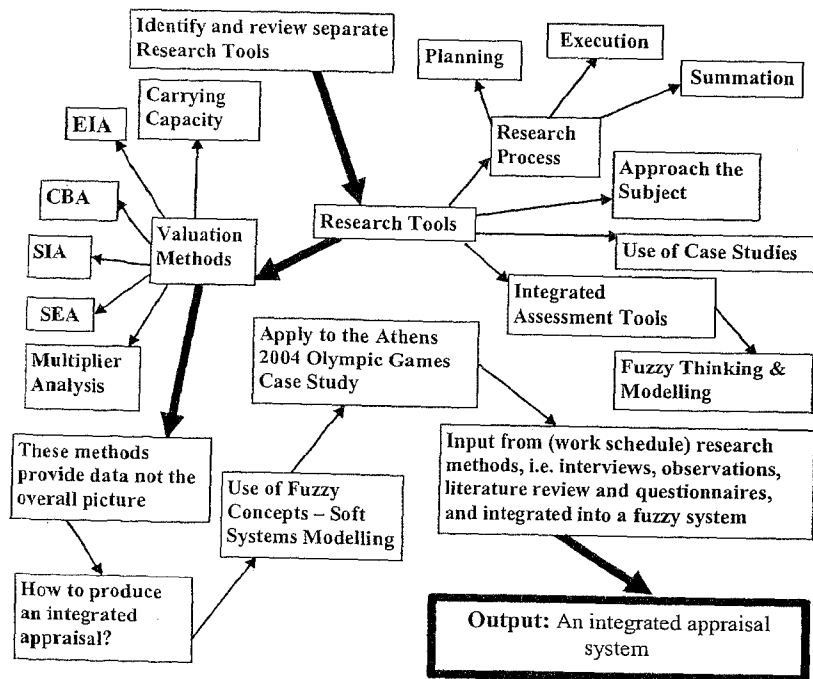 Identify and review separate
Research Tools
Planning
Execution
Summation
Carrying
Capacity
EIA
Research
Process
CBA
Approach the
Subject
Valuation
Methods
Research Tools
SIA
Use of Case Studies
SEA
Integrated
Assessment Tools
Multiplier
Analysis
Apply to the Athens
2004 Olympic Games
Case Study
Fuzzy Thinking &
Modelling
These methods
provide data not the
overall picture
Use of Fuzzy
Concepts – Soft
Systems Modelling
Input from (work schedule) research
methods, i.e. interviews, observations,
literature review and questionnaires,
and integrated into a fuzzy system
How to produce
an integrated
appraisal?
Output: An integrated appraisal
system